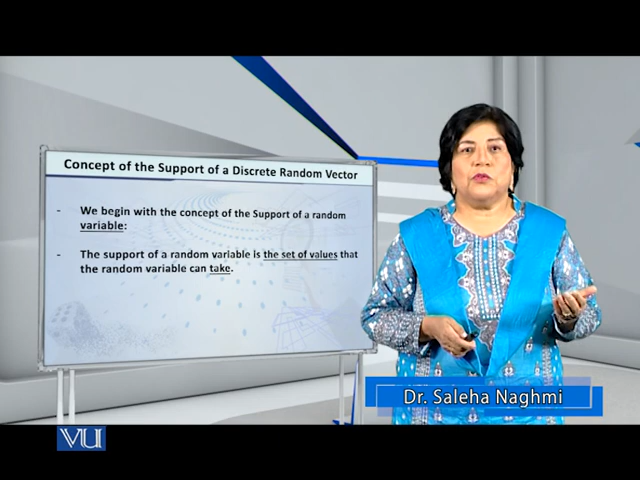 Concept of the Support of a Discrete Random Vector
- We begin with the concept of the Support of a random
variable:
- The support of a random variable is the set of values that
the random variable can take.
Dr. Saleha Naghmi
VU